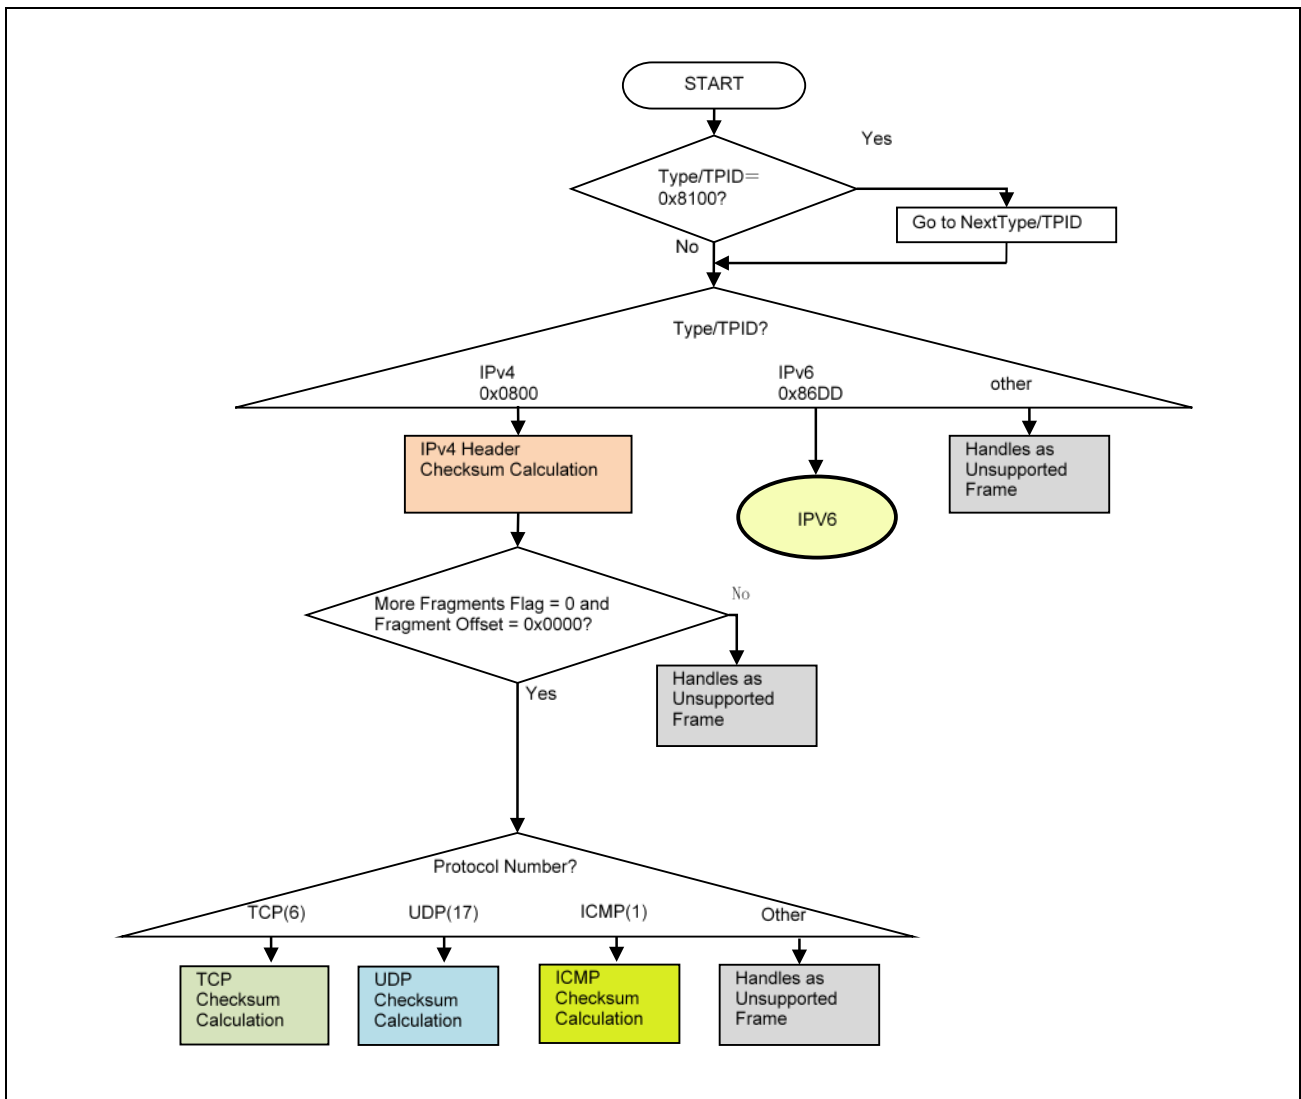 START
Yes
Type/TPID=
0x8100?
Go to NextType/TPID
No
Type/TPID?
IPv4
0x0800
IPv6
0x86DD
other
IPv4 Header
Checksum Calculation
Handles as
Unsupported
Frame
IPV6
More Fragments Flag = 0 and
Fragment Offset = 0x0000?
No
Handles as
Unsupported
Frame
Yes
Protocol Number?
TCP(6)
UDP(17)
ICMP(1)
Other
TCP
Checksum
Calculation
UDP
Checksum
Calculation
ICMP
Checksum
Calculation
Handles as
Unsupported
Frame